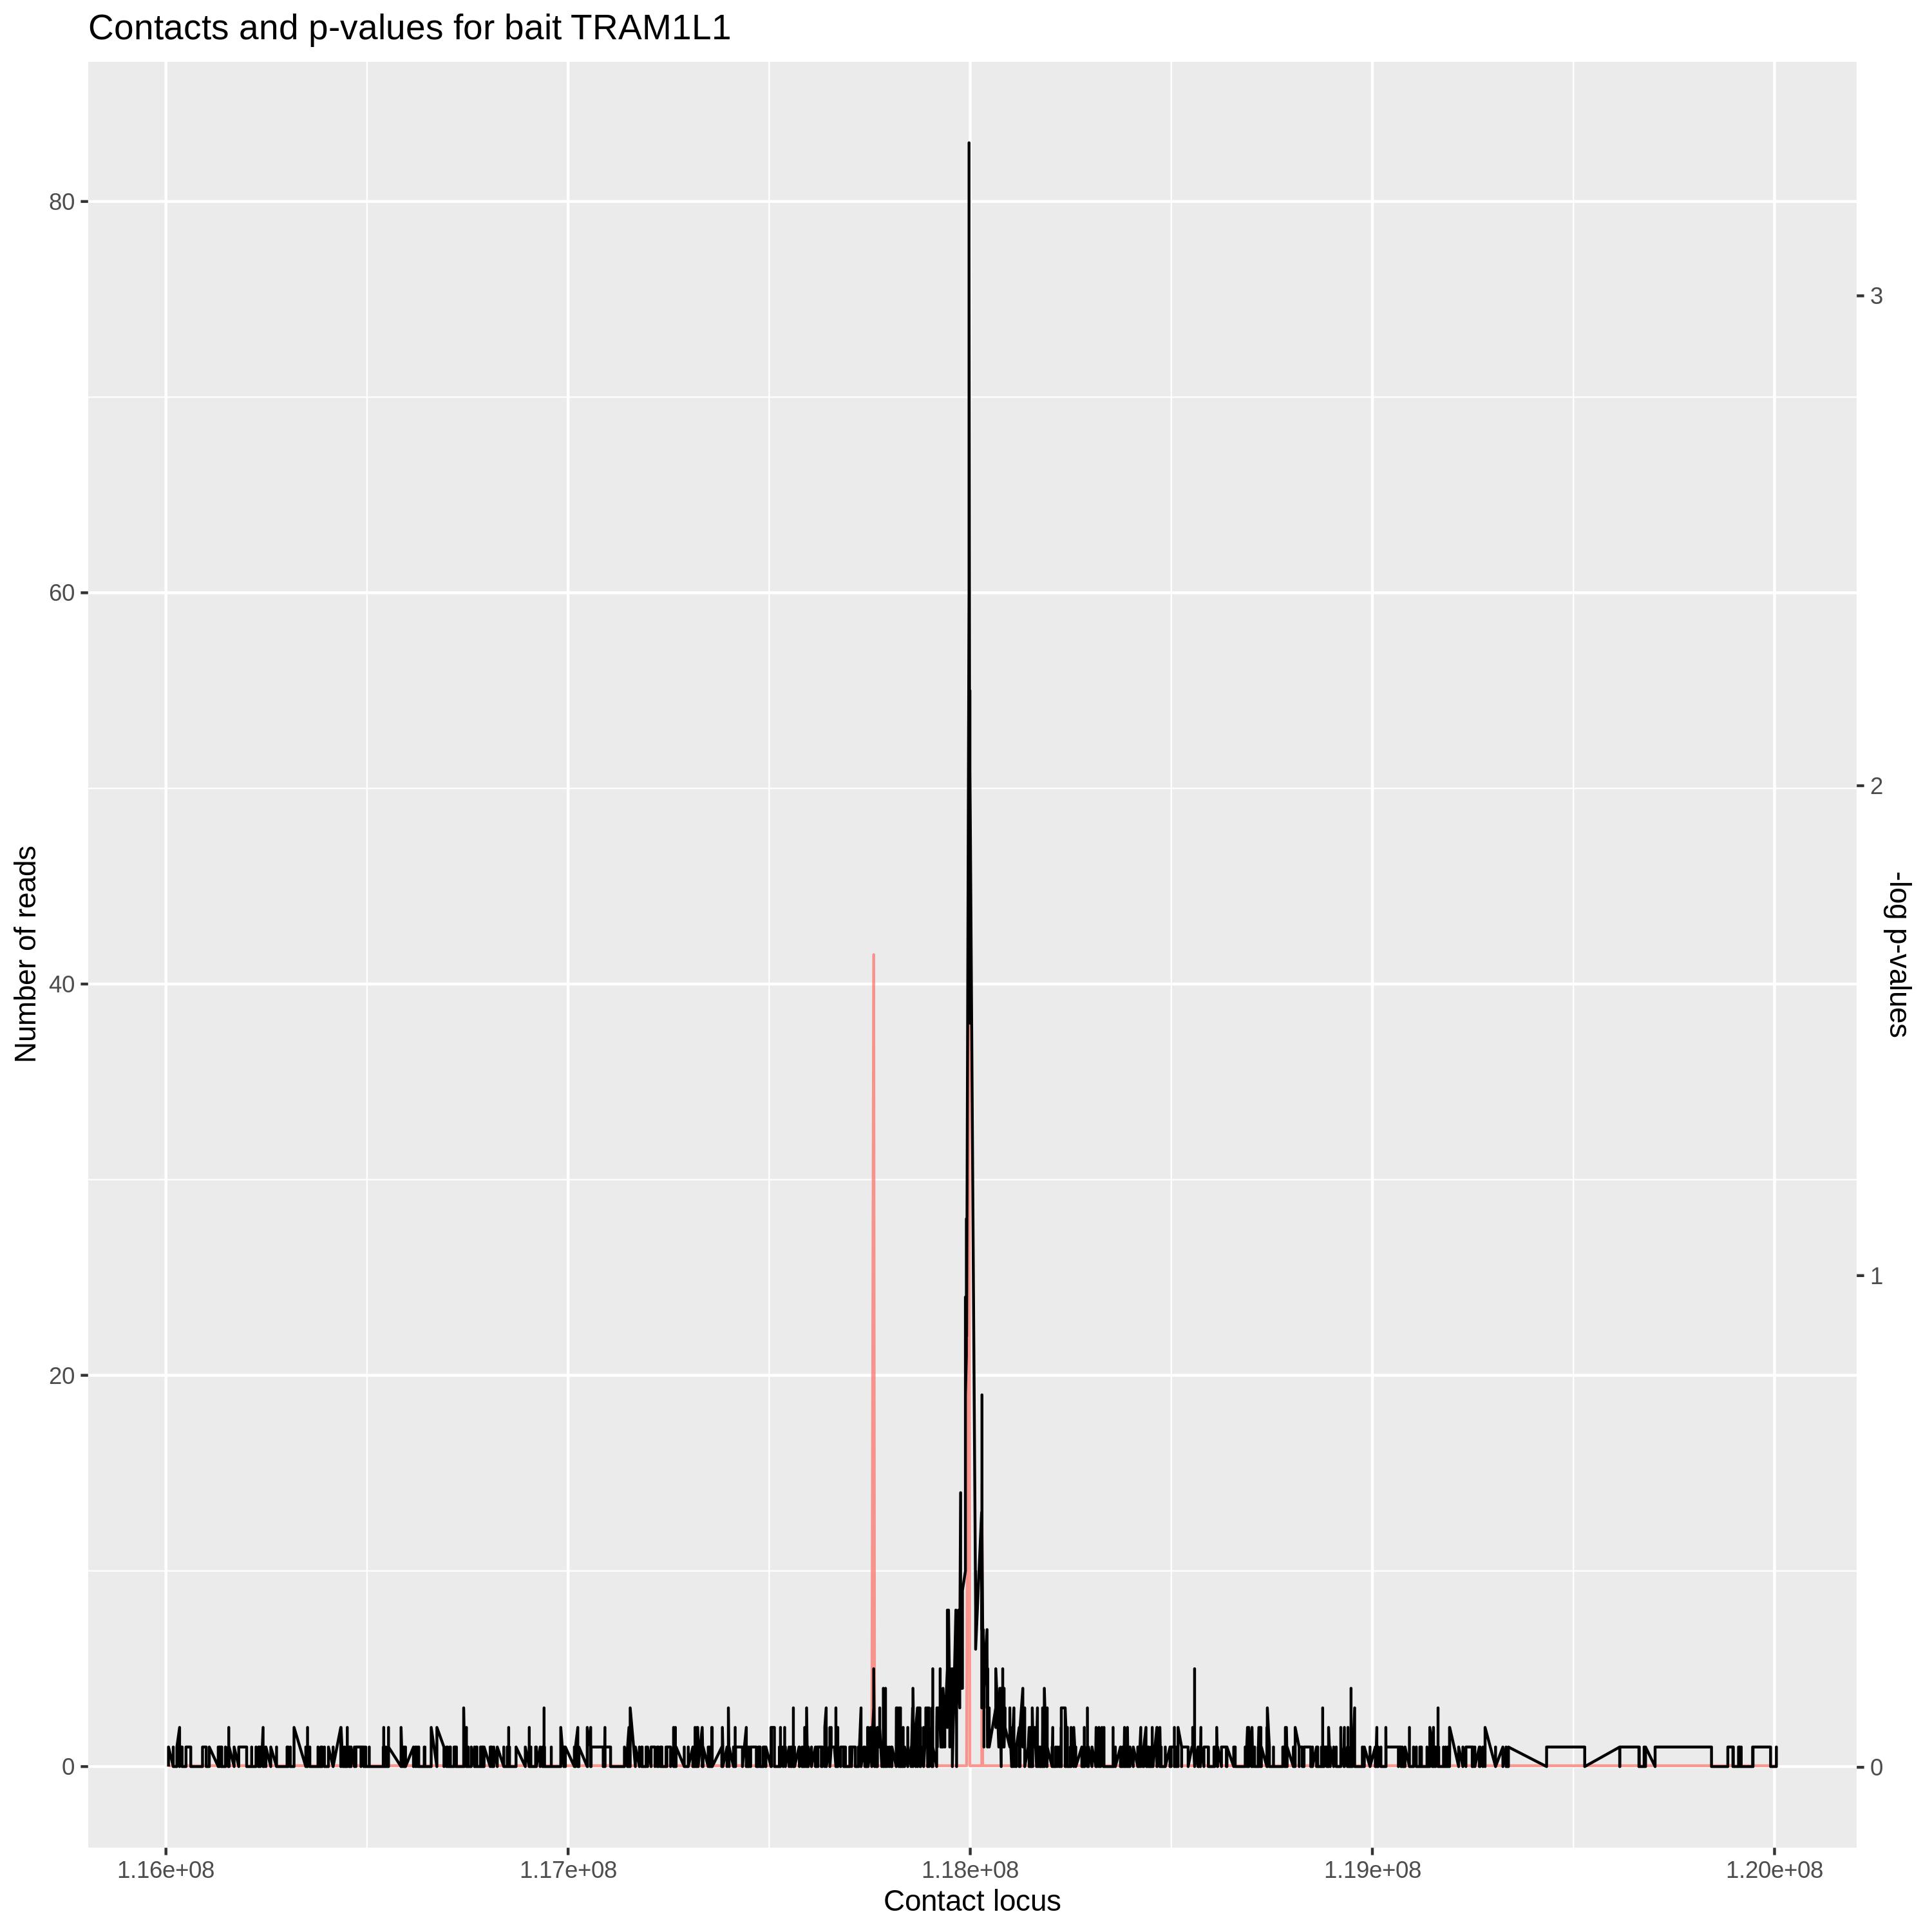 Contacts and p-values for bait TRAM1L1
80
60
40
20
0
Number of reads
3
2
1
0
-log p-values
1.16e+08 1.17e+08 1.18e+08 1.19e+08 1.20e+08
Contact locus